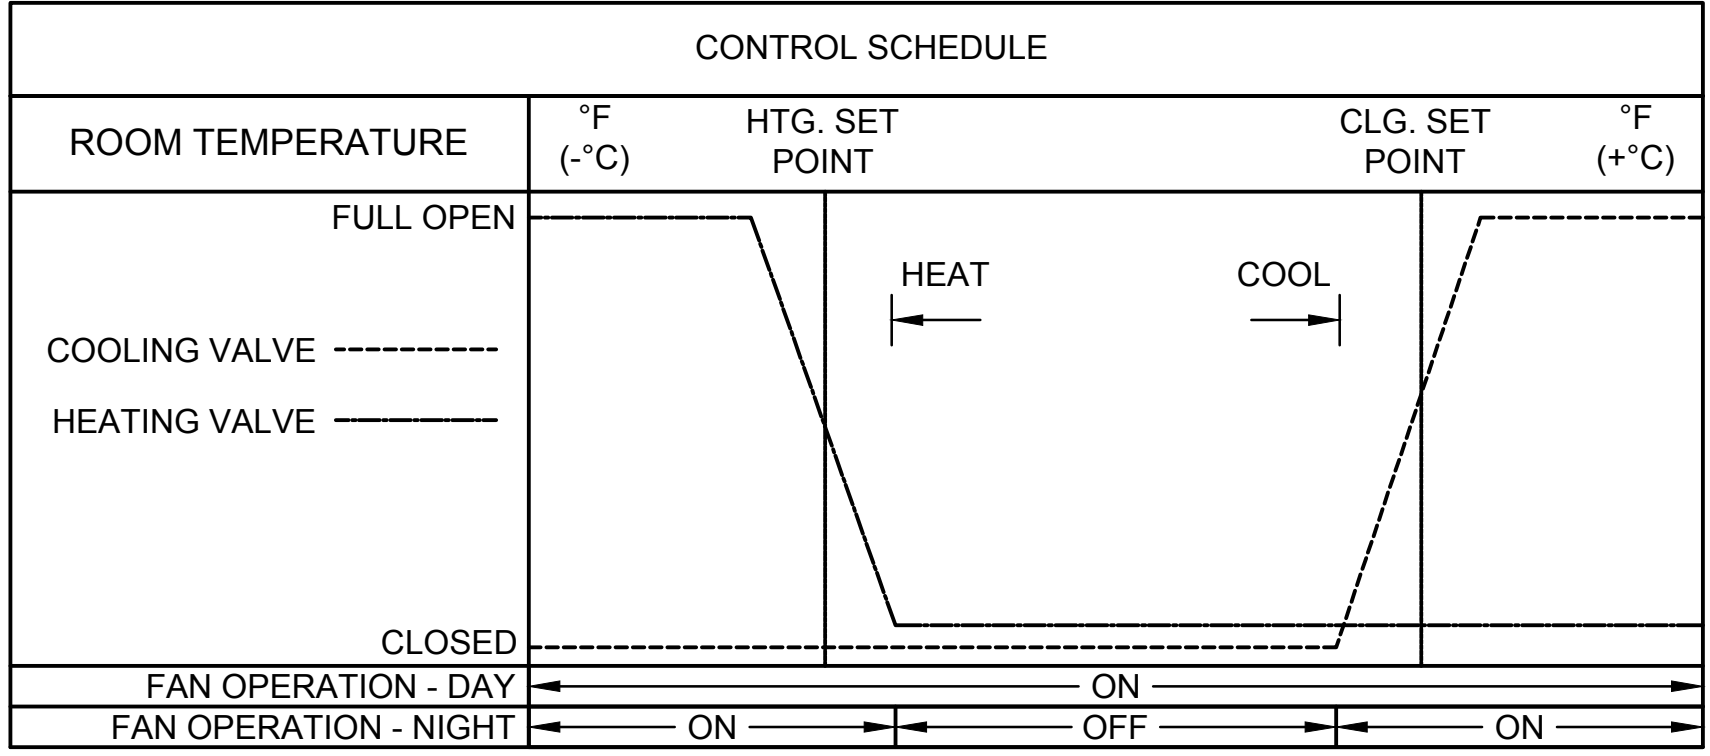 CONTROL SCHEDULE
ROOM TEMPERATURE
°F
(-°C)
HTG. SET
POINT
CLG. SET
POINT
°F
(+°C)
FULL OPEN
HEAT
COOL
COOLING VALVE
HEATING VALVE
CLOSED
FAN OPERATION - DAY
ON
FAN OPERATION - NIGHT
ON
OFF
ON